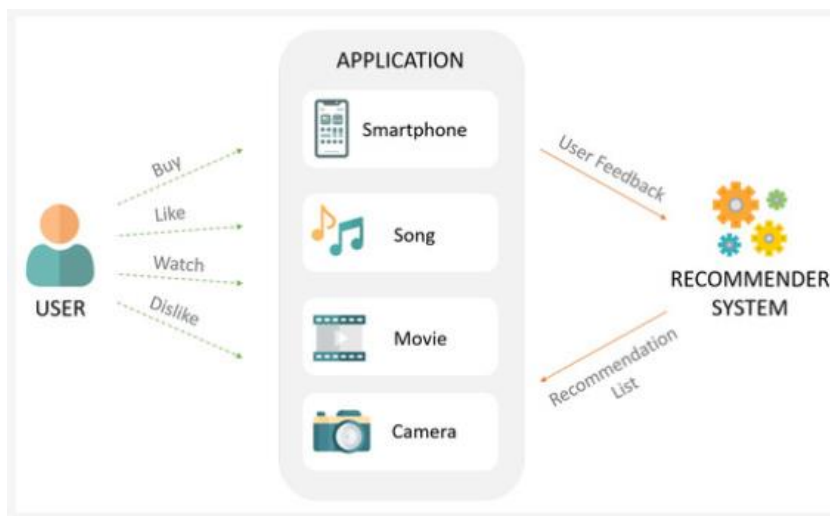 APPLICATION
Smartphone
Song
Movie
Camera
Buy
Like
Watch
Dislike
USER
User Feedback
RECOMMENDER
SYSTEM
Recommendation
List